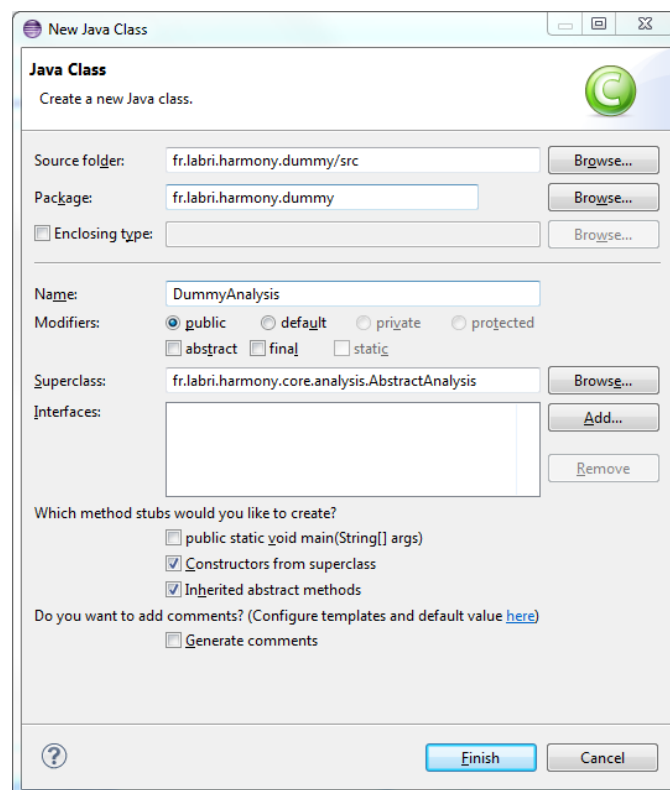 New Java Class
Java Class
Create a new Java class.
Source folder: fr.labri.harmony.dummy/src Browse...
Package: fr.labri.harmony.dummy Browse...
Enclosing type: Browse...
Name: DummyAnalysis
Modifiers: public default private protected
abstract final static
Superclass: fr.labri.harmony.core.analysis.AbstractAnalysis Browse...
Interfaces: Add...
Remove
Which method stubs would you like to create?
public static void main(String[] args)
Constructors from superclass
Inherited abstract methods
Do you want to add comments? (Configure templates and default value here)
Generate comments
Finish Cancel